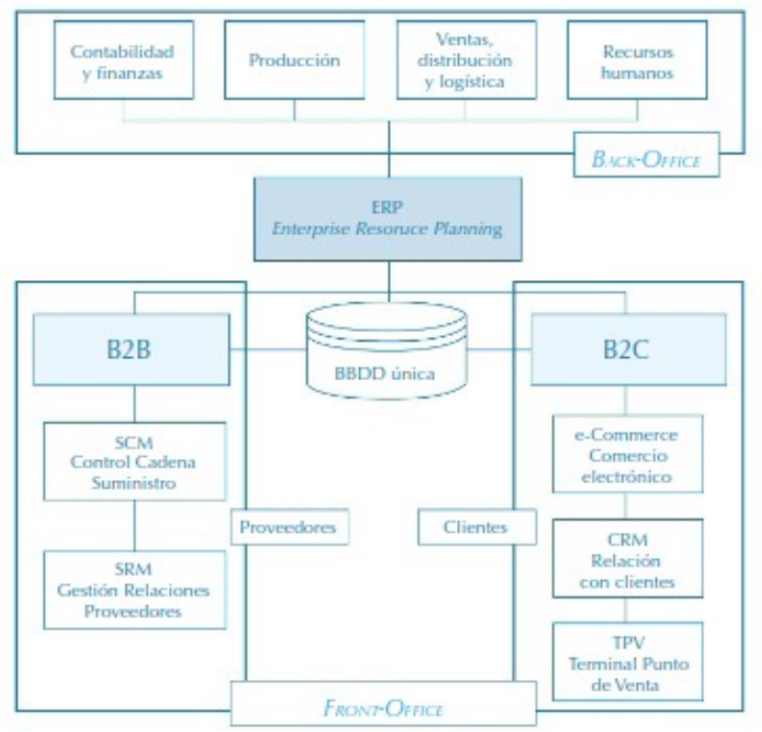 Contabilidad
y finanzas
Producción
Ventas,
distribución
y logística
Recursos
humanos
BACK-OFFICE
ERP
Enterprise Resoruce Planning
B2B
BBDD única
B2C
SCM
Control Cadena
Suministro
e-Commerce
Comercio
electrónico
Proveedores
Clientes
SRM
Gestión Relaciones
Proveedores
CRM
Relación
con clientes
TPV
Terminal Punto
de Venta
FRONT-OFFICE